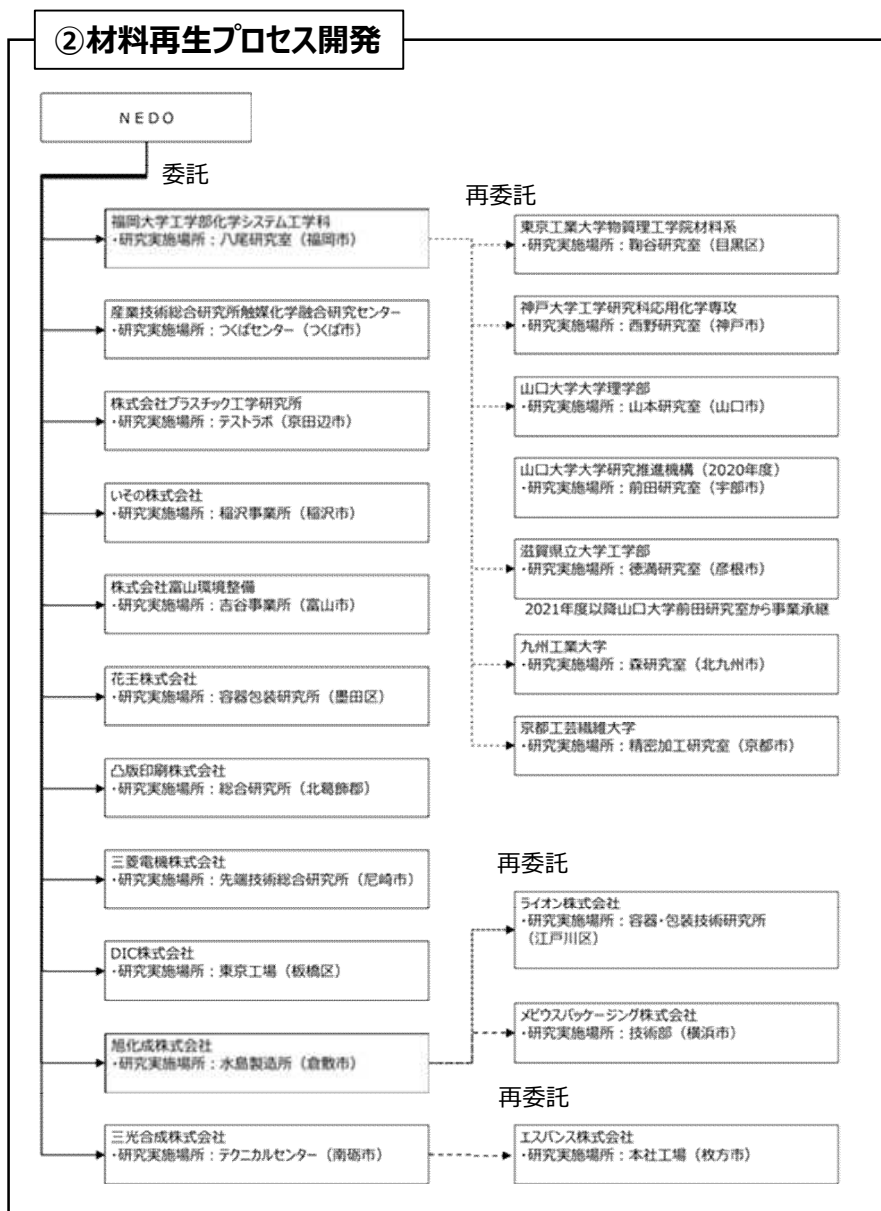 ②材料再生プロセス開発
NEDO
委託
福岡大学工学部化学システム工学科
・研究実施場所：八尾研究室（福岡市）
産業技術総合研究所触媒化学融合研究センター
・研究実施場所：つくばセンター（つくば市）
株式会社プラスチック工学研究所
・研究実施場所：テストラボ（京田辺市）
いその株式会社
・研究実施場所：稲沢事業所（稲沢市）
株式会社富山環境整備
・研究実施場所：吉谷事業所（富山市）
花王株式会社
・研究実施場所：容器包装研究所（墨田区）
凸版印刷株式会社
・研究実施場所：総合研究所（北葛飾郡）
三菱電機株式会社
・研究実施場所：先端技術総合研究所（尼崎市）
DIC株式会社
・研究実施場所：東京工場（板橋区）
旭化成株式会社
・研究実施場所：水島製造所（倉敷市）
三光合成株式会社
・研究実施場所：テクニカルセンター（南砺市）
再委託
東京工業大学物質理工学院材料系
・研究実施場所：鞠谷研究室（目黒区）
神戸大学工学研究科応用化学専攻
・研究実施場所：西野研究室（神戸市）
山口大学大学理学部
・研究実施場所：山本研究室（山口市）
山口大学大学研究推進機構（2020年度）
・研究実施場所：前田研究室（宇部市）
滋賀県立大学工学部
・研究実施場所：徳満研究室（彦根市）
2021年度以降山口大学前田研究室から事業承継
九州工業大学
・研究実施場所：森研究室（北九州市）
京都工芸繊維大学
・研究実施場所：精密加工研究室（京都市）
再委託
ライオン株式会社
・研究実施場所：容器・包装技術研究所
（江戸川区）
メビウスパッケージング株式会社
・研究実施場所：技術部（横浜市）
再委託
エスバンス株式会社
・研究実施場所：本社工場（枚方市）